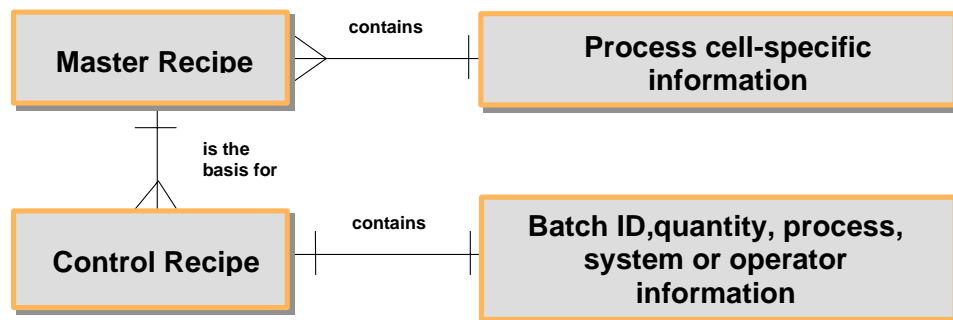 contains
Master Recipe
Process cell-specific
information
is the
basis for
contains
Control Recipe
Batch ID,quantity, process,
system or operator
information